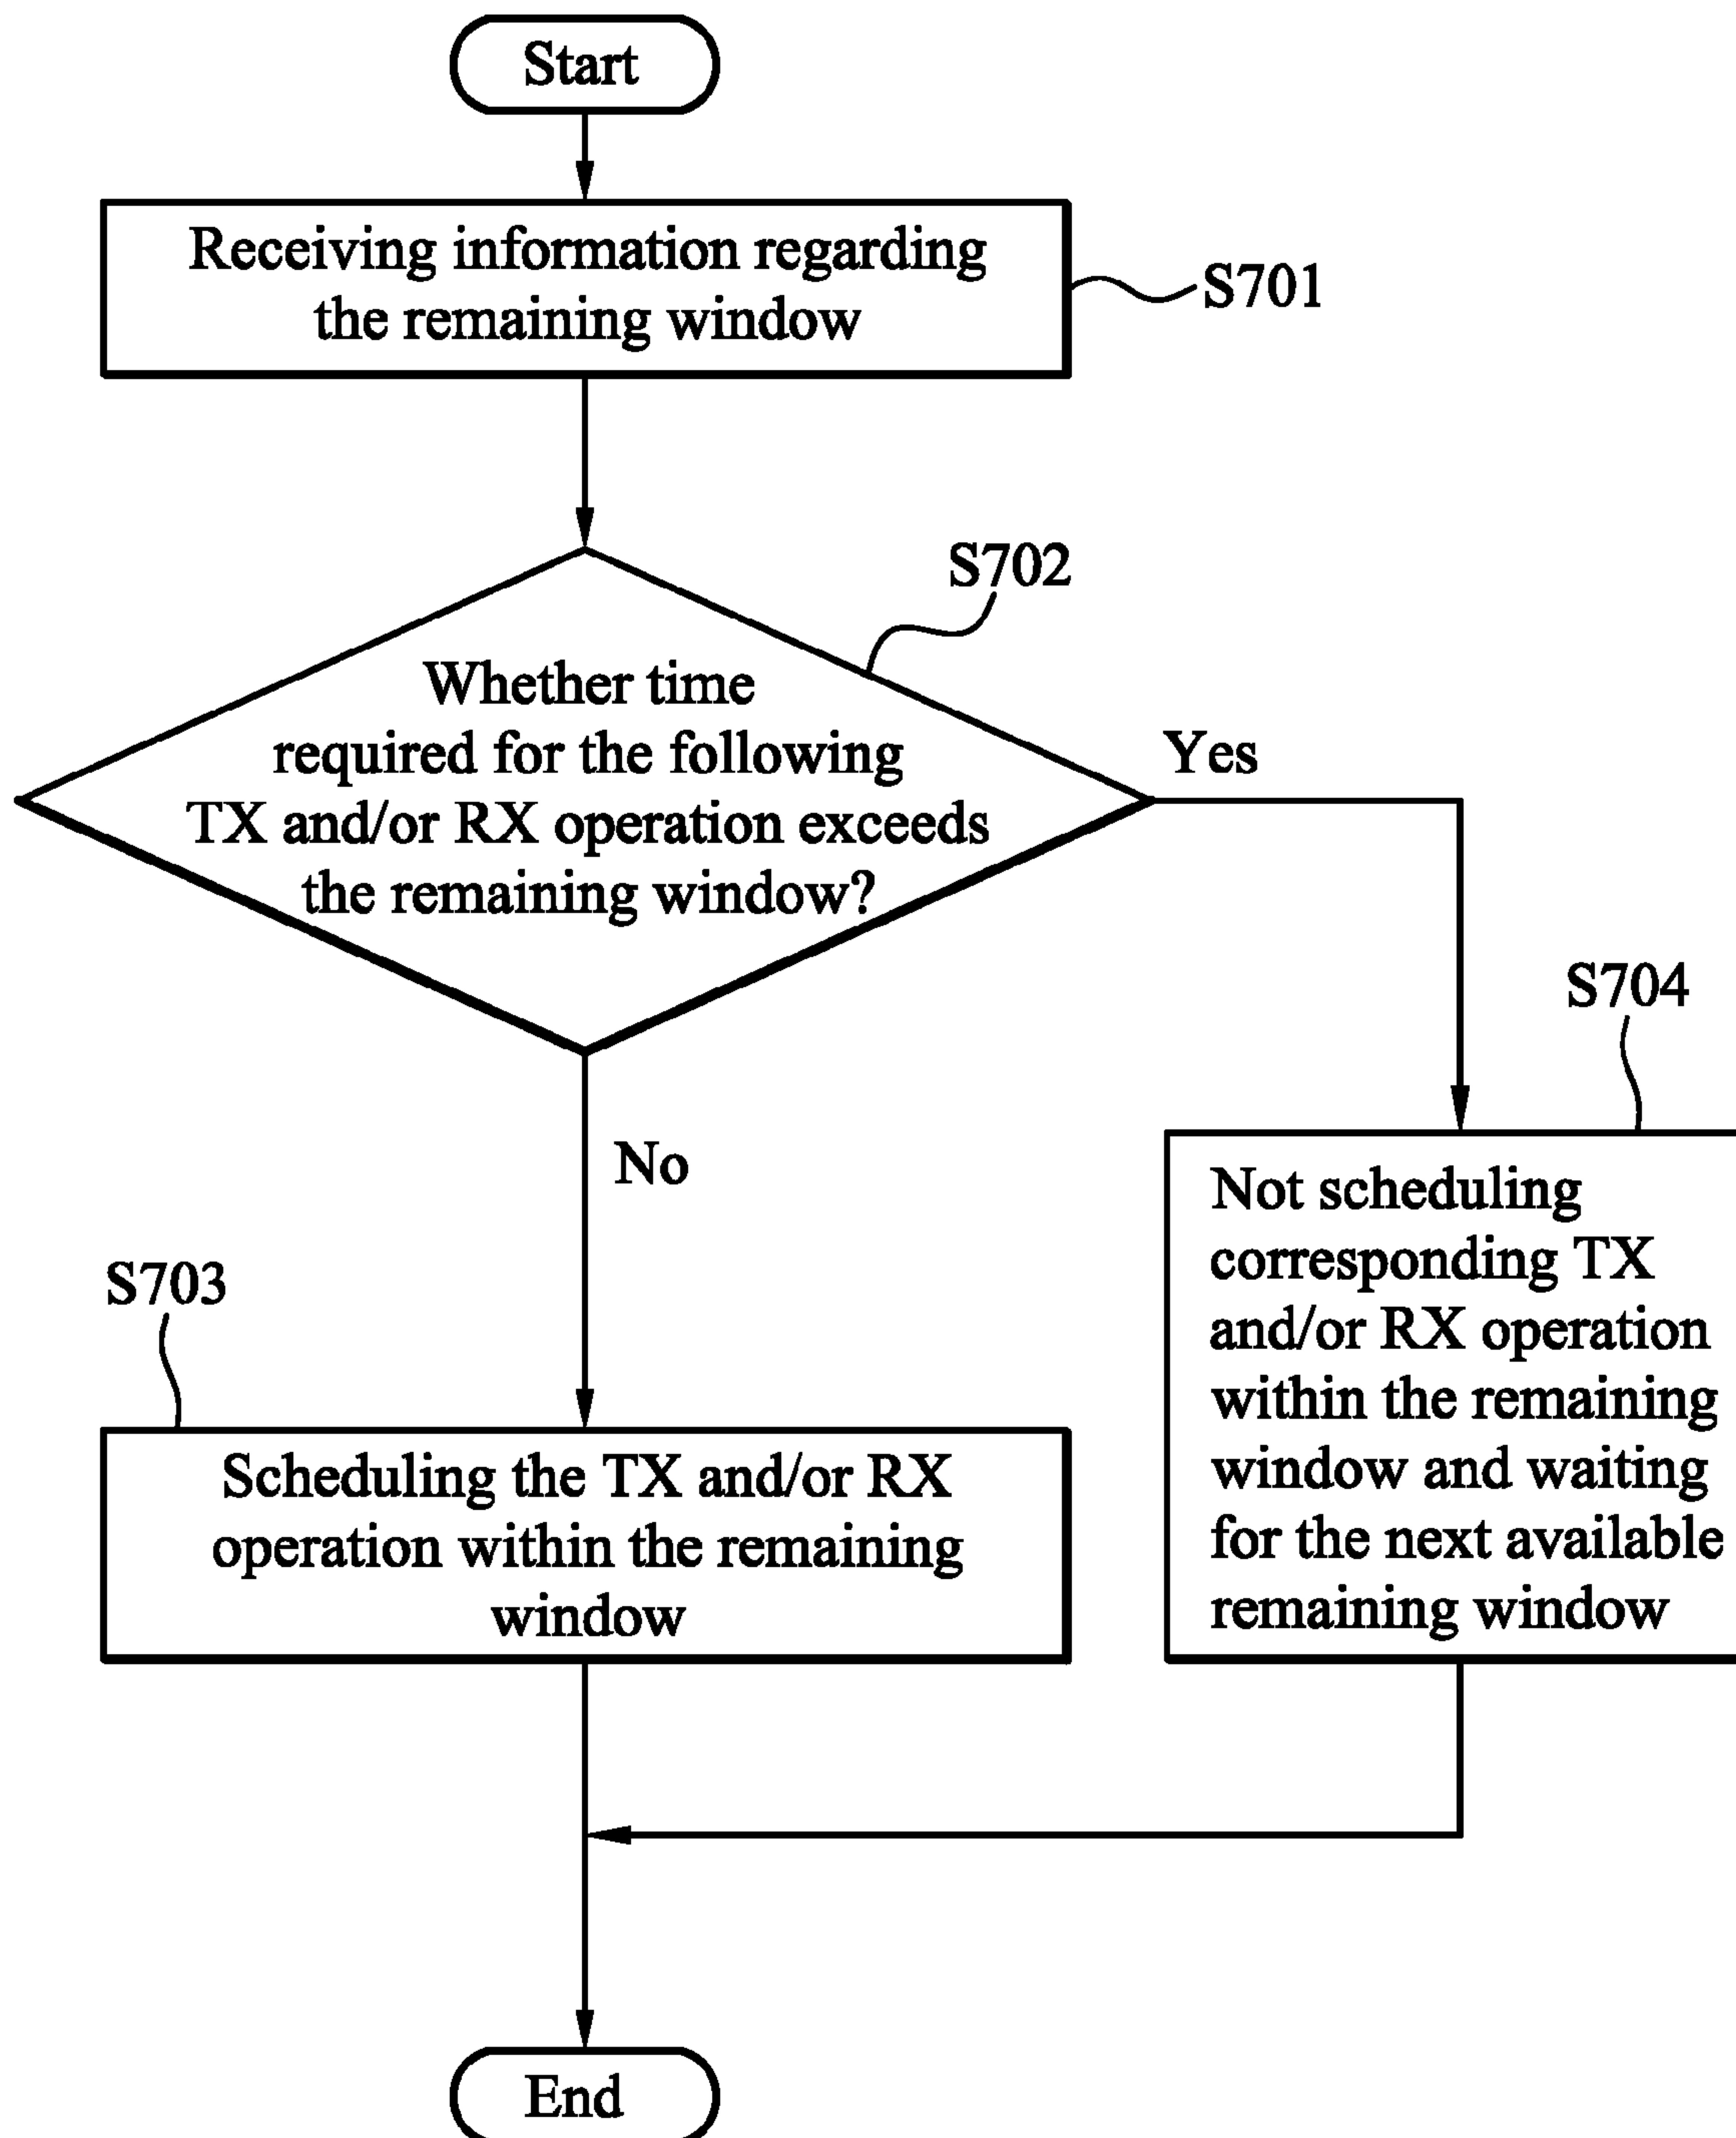 Start
Receiving information regarding
the remaining window
S701
S702
Whether time
required for the following
TX and/or RX operation exceeds
the remaining window?
Yes
No
S704
Not scheduling
corresponding TX
and/or RX operation
within the remaining
window and waiting
for the next available
remaining window
S703
Scheduling the TX and/or RX
operation within the remaining
window
End